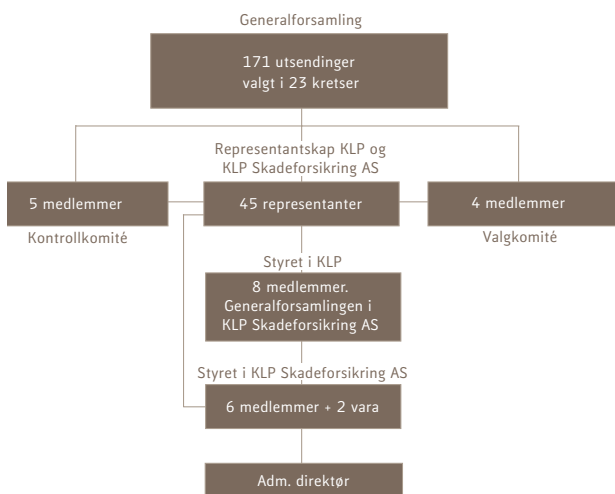 Generalforsamling
171 utsendinger
valgt i 23 kretser
Representantskap KLP og
KLP Skadeforsikring AS
5 medlemmer
45 representanter
4 medlemmer
Kontrollkomité
Valgkomité
Styret i KLP
8 medlemmer.
Generalforsamlingen i
KLP Skadeforsikring AS
Styret i KLP Skadeforsikring AS
6 medlemmer + 2 vara
Adm. direktør